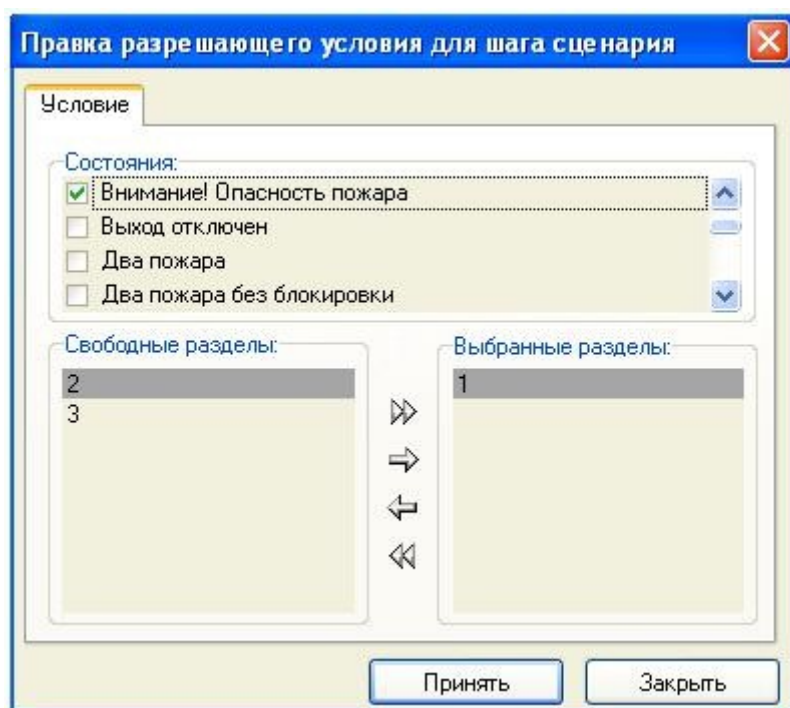 Правка разрешающего условия для шага сценария
Условие
Состояния:
Внимание! Опасность пожара
Выход отключен
Два пожара
Два пожара без блокировки
Свободные разделы:
2
3
Выбранные разделы:
1
Принять
Закрыть